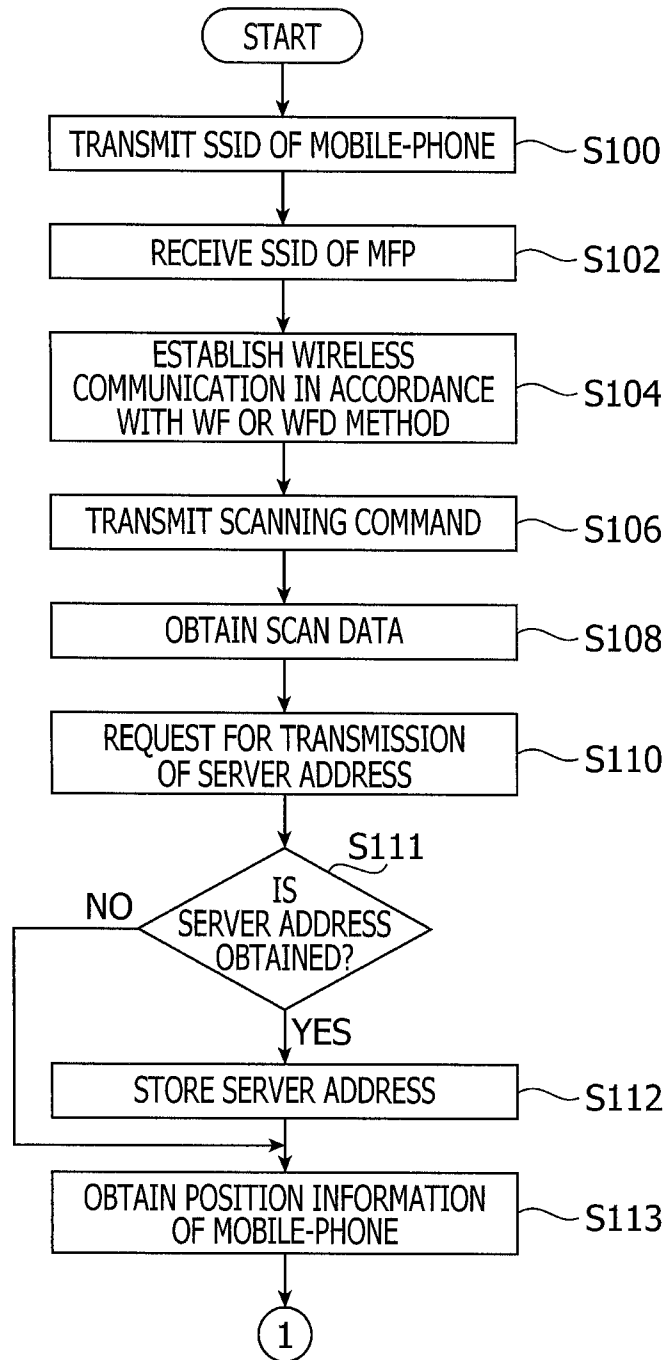 START
TRANSMIT SSID OF MOBILE-PHONE
S100
RECEIVE SSID OF MFP
S102
ESTABLISH WIRELESS
COMMUNICATION IN ACCORDANCE
WITH WF OR WFD METHOD
S104
TRANSMIT SCANNING COMMAND
S106
OBTAIN SCAN DATA
S108
REQUEST FOR TRANSMISSION
OF SERVER ADDRESS
S110
S111
IS
SERVER ADDRESS
OBTAINED?
NO
YES
STORE SERVER ADDRESS
S112
OBTAIN POSITION INFORMATION
OF MOBILE-PHONE
S113
1